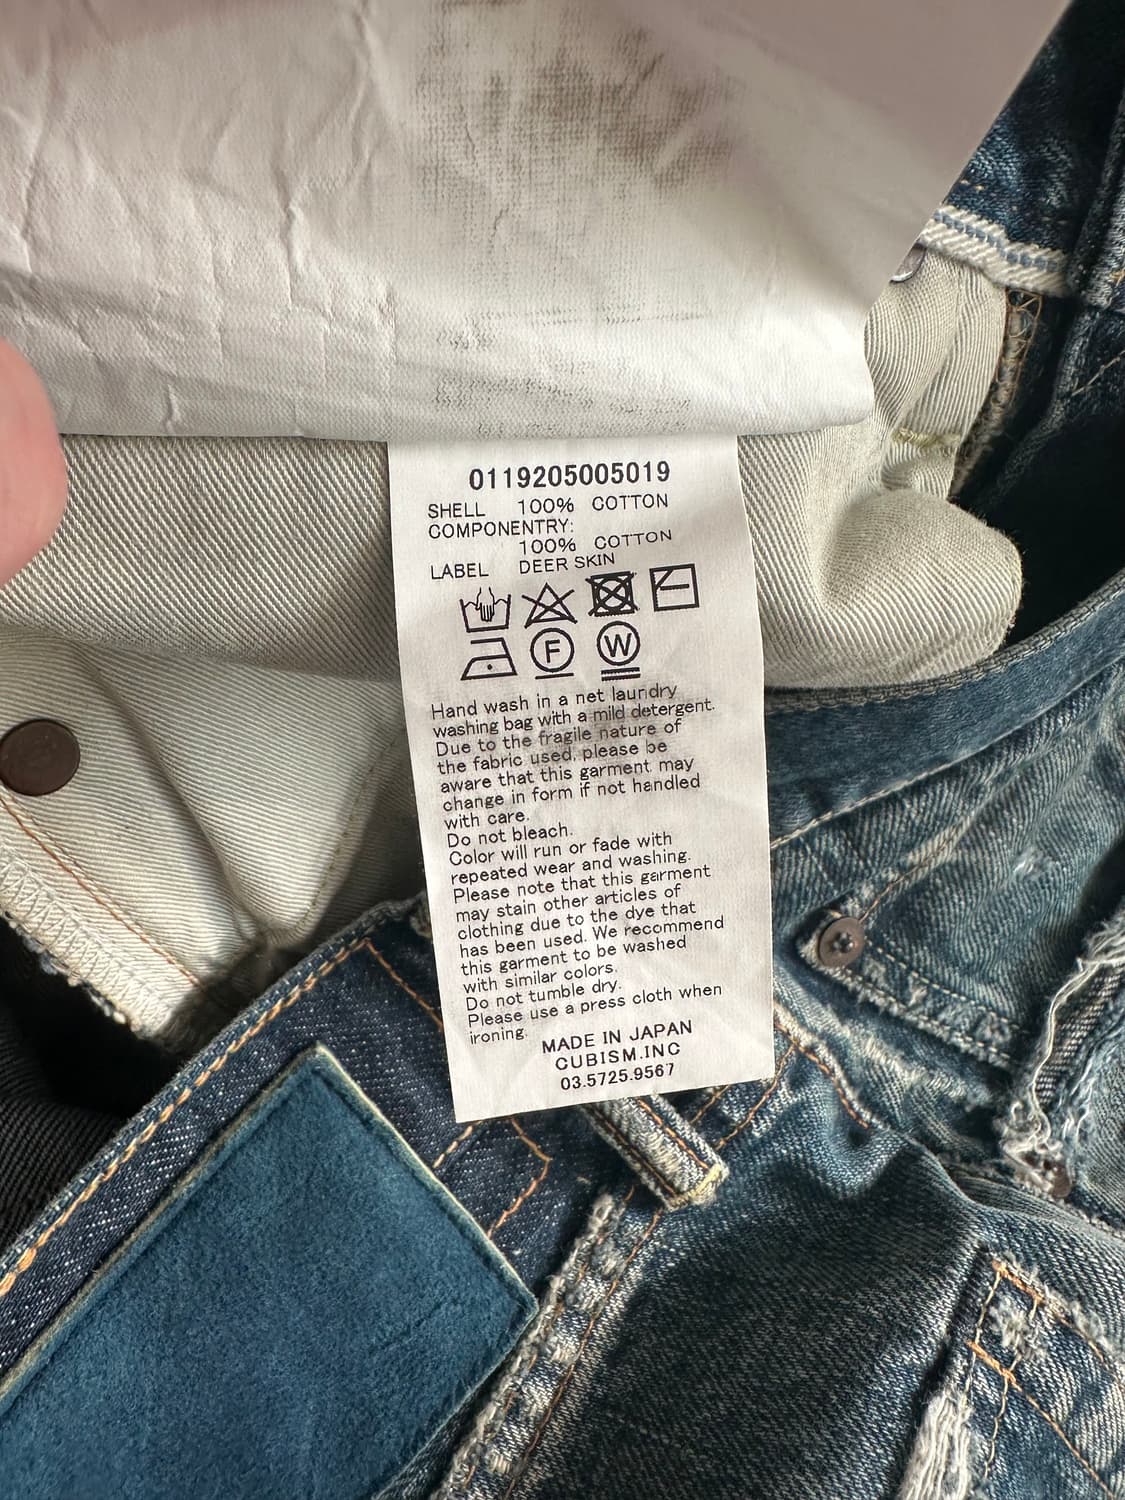 0119205005019
SHELL 100% COTTON
COMPONENTRY:
100% COTTON
LABEL DEER SKIN
F W
Hand wash in a net laundry
washing bag with a mild detergent.
Due to the fragile nature of
the fabric used, please be
aware that this garment may
change in form if not handled
with care.
Do not bleach.
Color will run or fade with
repeated wear and washing.
Please note that this garment
may stain other articles of
clothing due to the dye that
has been used. We recommend
this garment to be washed
with similar colors.
Do not tumble dry.
Please use a press cloth when
ironing.
MADE IN JAPAN
CUBISM.INC
03.5725.9567